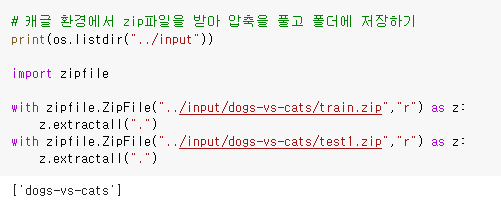 # 캐글 환경에서 zip파일을 받아 압축을 풀고 폴더에 저장하기
print(os.listdir("../input"))
import zipfile
with zipfile.ZipFile("../input/dogs-vs-cats/train.zip","r") as z:
    z.extractall(".")
with zipfile.ZipFile("../input/dogs-vs-cats/test1.zip","r") as z:
    z.extractall(".")
['dogs-vs-cats']